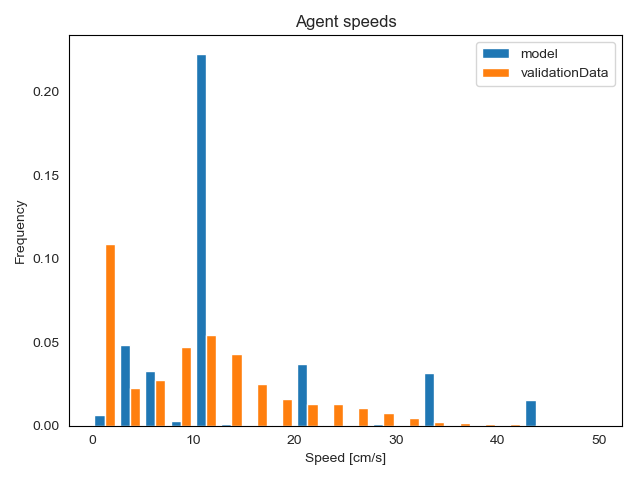 Agent speeds
model
validationData
Frequency
0.20
0.15
0.10
0.05
0.00
0 10 20 30 40 50
Speed [cm/s]